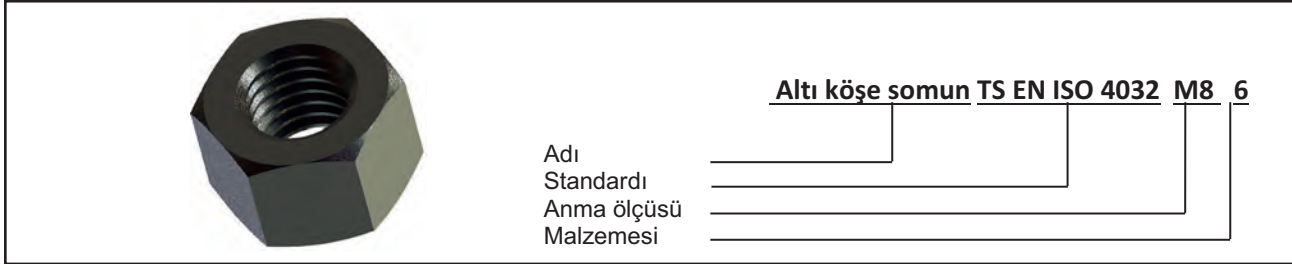 Altı köşe somun TS EN ISO 4032 M8 6
Adı
Standardı
Anma ölçüsü
Malzemesi